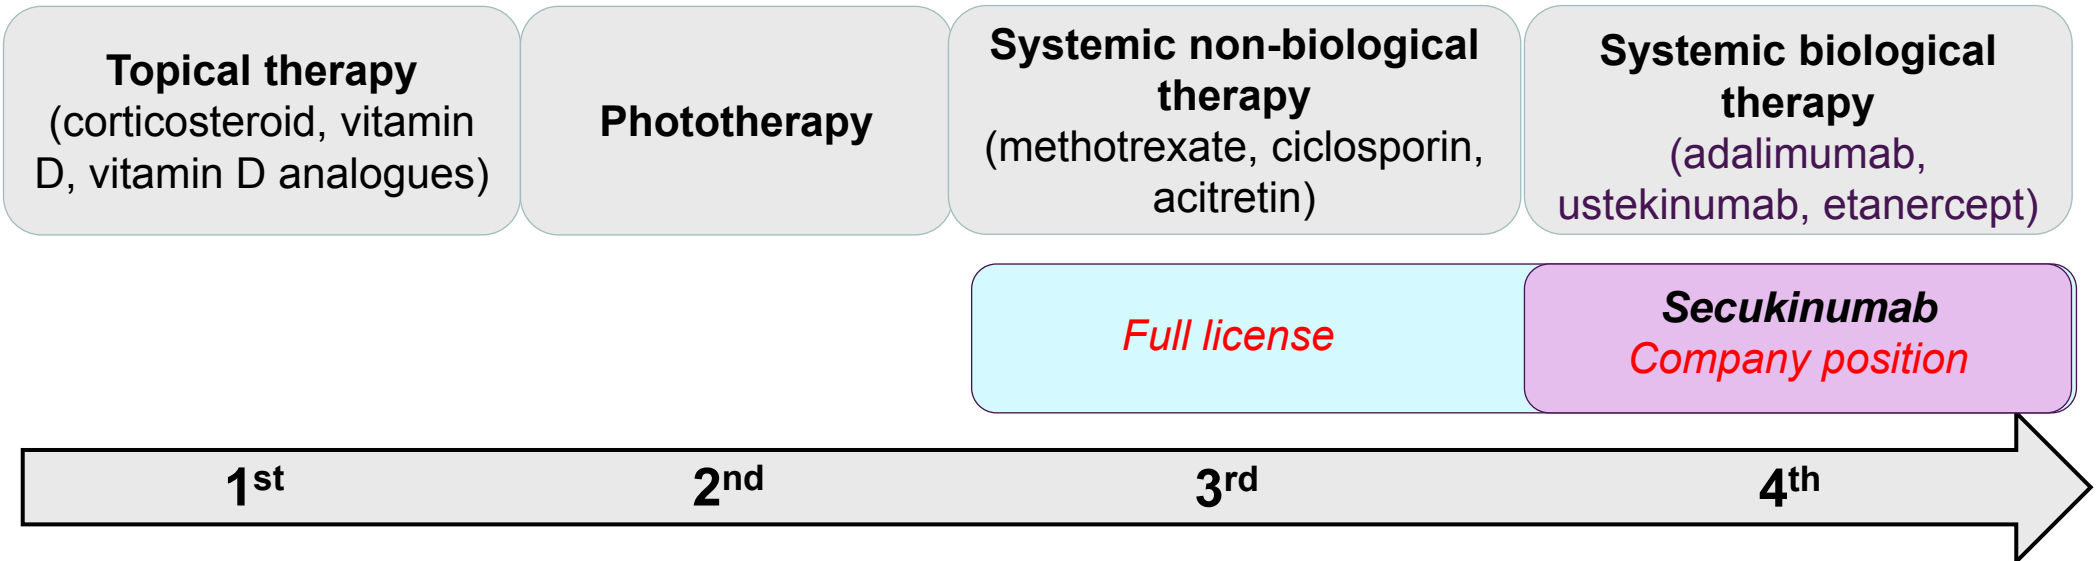 Topical therapy
(corticosteroid, vitamin
D, vitamin D analogues)
Phototherapy
Systemic non-biological
therapy
(methotrexate, ciclosporin,
acitretin)
Systemic biological
therapy
(adalimumab,
ustekinumab, etanercept)
Full license
Secukinumab
Company position
1st
2nd
3rd
4th